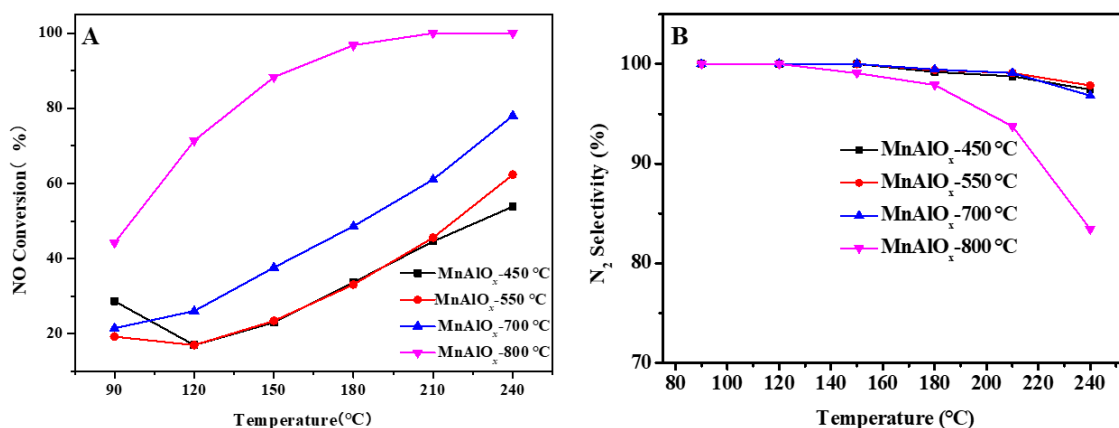 A
100
80
60
40
20
NO Conversion( %)
MnAlOx-450 °C
MnAlOx-550 °C
MnAlOx-700 °C
MnAlOx-800 °C
90 120 150 180 210 240
Temperature(°C)
B
100
90
80
70
N2 Selectivity (%)
MnAlOx-450 °C
MnAlOx-550 °C
MnAlOx-700 °C
MnAlOx-800 °C
80 100 120 140 160 180 200 220 240
Temperature (°C)